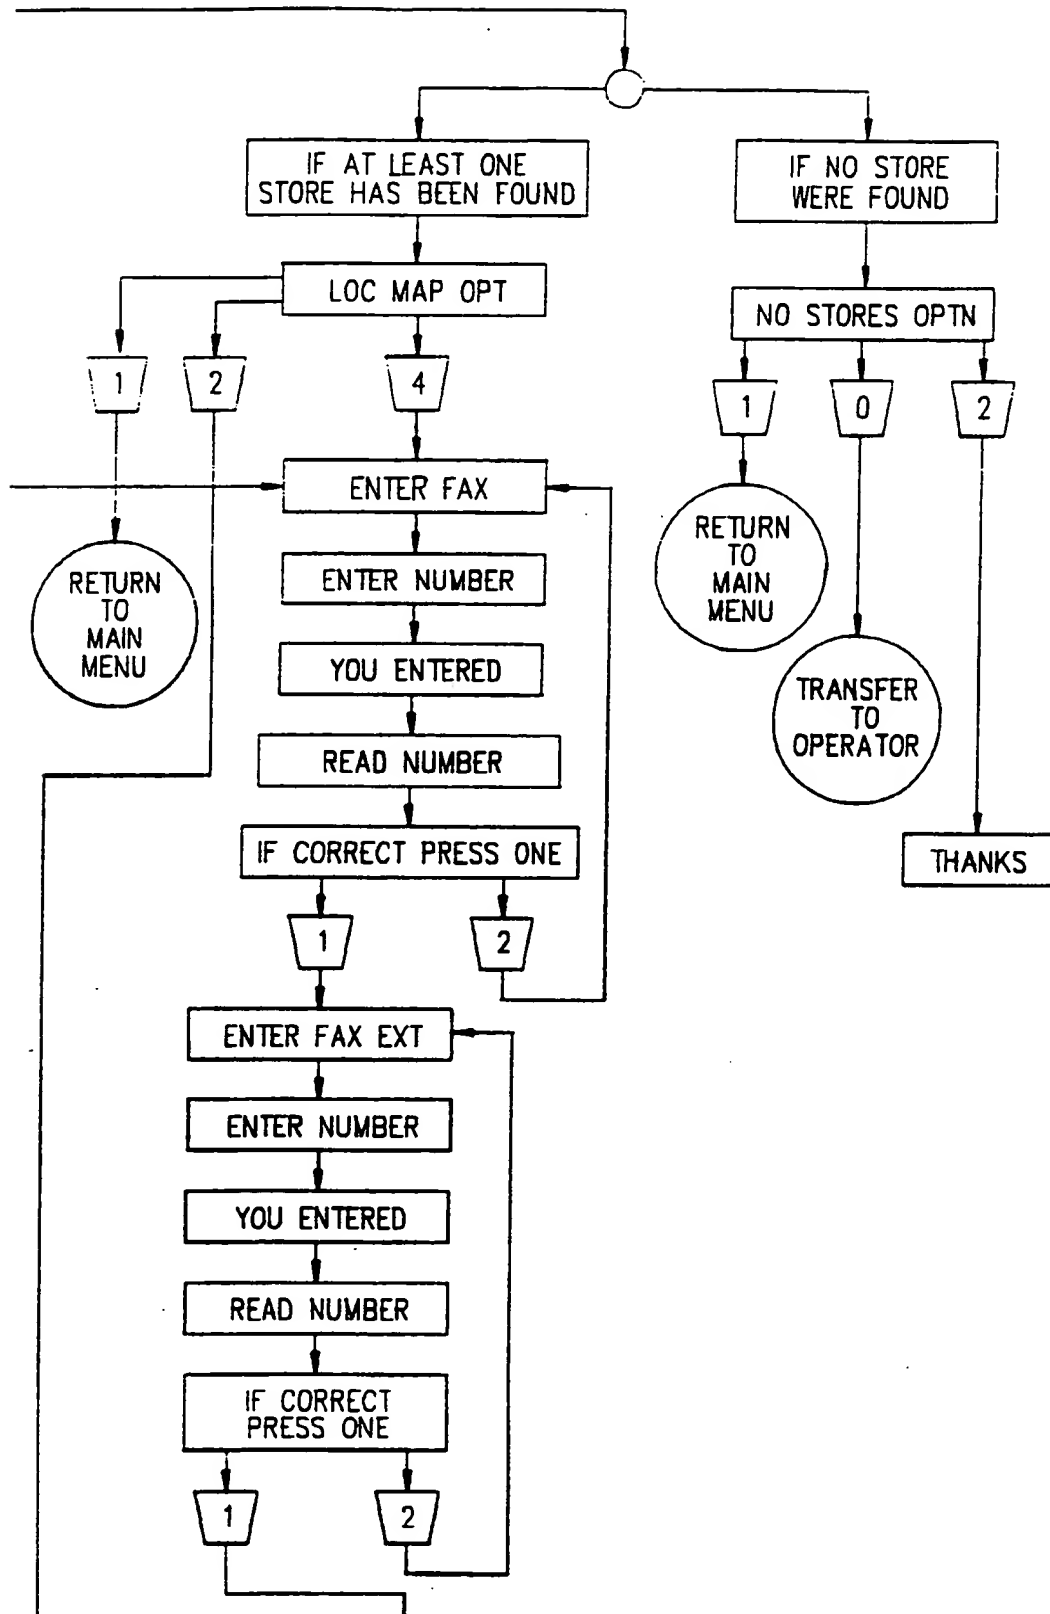 IF AT LEAST ONE
STORE HAS BEEN FOUND
IF NO STORE
WERE FOUND
LOC MAP OPT
NO STORES OPTN
1
2
4
1
0
2
ENTER FAX
RETURN
TO
MAIN
MENU
RETURN
TO
MAIN
MENU
ENTER NUMBER
YOU ENTERED
TRANSFER
TO
OPERATOR
READ NUMBER
IF CORRECT PRESS ONE
THANKS
1
2
ENTER FAX EXT
ENTER NUMBER
YOU ENTERED
READ NUMBER
IF CORRECT
PRESS ONE
1
2